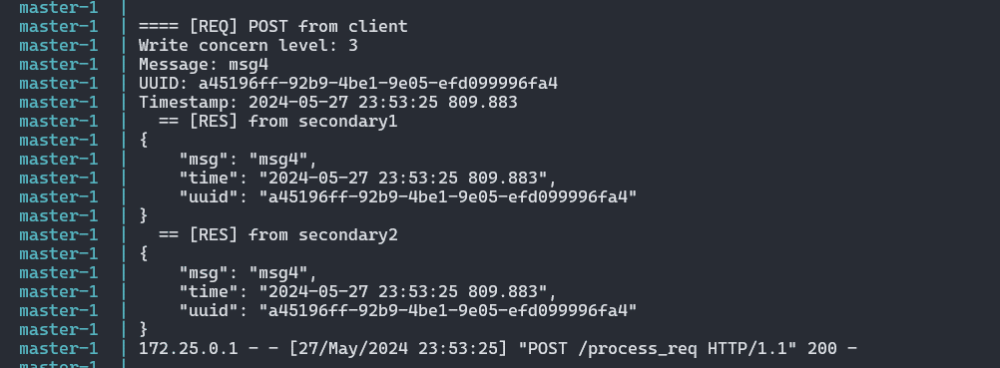 master-1  |
master-1  | ==== [REQ] POST from client
master-1  | Write concern level: 3
master-1  | Message: msg4
master-1  | UUID: a45196ff-92b9-4be1-9e05-efd099996fa4
master-1  | Timestamp: 2024-05-27 23:53:25 809.883
master-1  |   == [RES] from secondary1
master-1  | {
master-1  |     "msg": "msg4",
master-1  |     "time": "2024-05-27 23:53:25 809.883",
master-1  |     "uuid": "a45196ff-92b9-4be1-9e05-efd099996fa4"
master-1  | }
master-1  |   == [RES] from secondary2
master-1  | {
master-1  |     "msg": "msg4",
master-1  |     "time": "2024-05-27 23:53:25 809.883",
master-1  |     "uuid": "a45196ff-92b9-4be1-9e05-efd099996fa4"
master-1  | }
master-1  | 172.25.0.1 - - [27/May/2024 23:53:25] "POST /process_req HTTP/1.1" 200 -
master-1  |